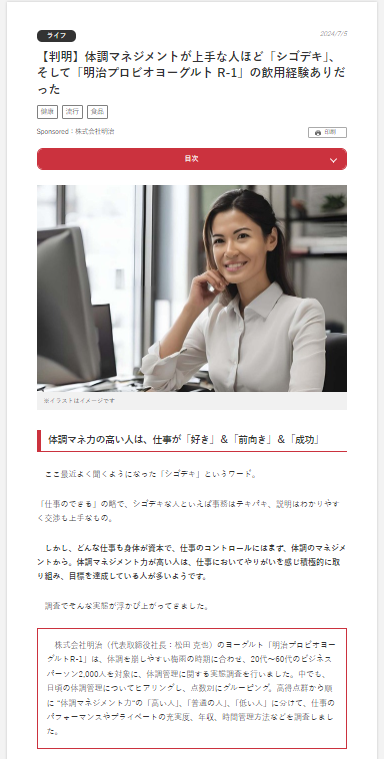 ライフ
2024/7/5
【判明】体調マネジメントが上手な人ほど「シゴデキ」、
そして「明治プロビオヨーグルト R-1」の飲用経験ありだ
った
健康 流行 食品
Sponsored：株式会社明治
印刷
目次
※イラストはイメージです
体調マネ力の高い人は、仕事が「好き」＆「前向き」＆「成功」
ここ最近よく聞くようになった「シゴデキ」というワード。
「仕事のできる」の略で、シゴデキな人といえば事務はテキパキ、説明はわかりやす
く交渉も上手なもの。
しかし、どんな仕事も身体が資本で、仕事のコントロールにはまず、体調のマネジメ
ントから。体調マネジメント力が高い人は、仕事においてやりがいを感じ積極的に取
り組み、目標を達成している人が多いようです。
調査でそんな実態が浮かび上がってきました。
株式会社明治（代表取締役社長：松田 克也）のヨーグルト「明治プロビオヨー
グルトR-1」は、体調を崩しやすい梅雨の時期に合わせ、20代～60代のビジネス
パーソン2,000人を対象に、体調管理に関する実態調査を行いました。中でも、
日頃の体調管理についてヒアリングし、点数別にグルーピング。高得点群から順
に "体調マネジメント力"の「高い人」、「普通の人」、「低い人」に分けて、仕事の
パフォーマンスやプライベートの充実度、年収、時間管理方法などを調査しまし
た。